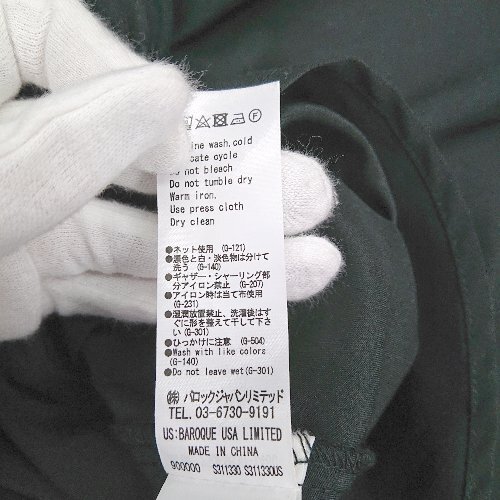 ine wash.cold
cate cycle
Do not bleach
Do not tumble dry
Warm iron.
Use press cloth
Dry clean
●ネット使用 (G-121)
●濃色と白・淡色物は分けて
洗う (G-140)
●ギャザー・シャーリング部
分アイロン禁止 (G-207)
●アイロン時は当て布使用
(G-231)
●湿潤放置禁止、洗濯後はす
ぐに形を整えて干して下さ
い (G-301)
●ひっかけに注意 (G-504)
●Wash with like colors
(G-140)
●Do not leave wet(G-301)
㈱バロックジャパンリミテッド
TEL. 03-6730-9191
US: BAROQUE USA LIMITED
MADE IN CHINA
900000 S311330 S311330US